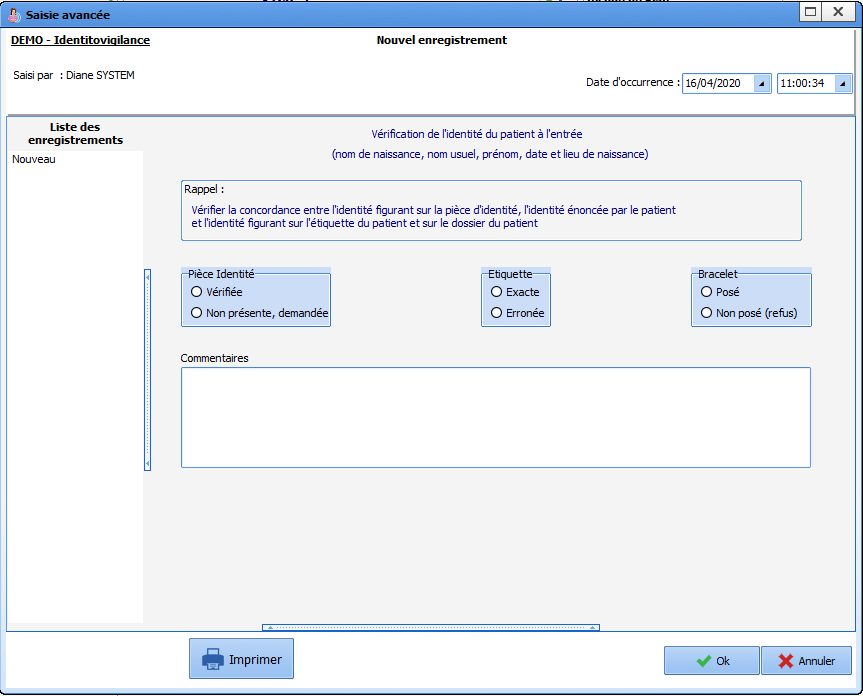 Saisie avancée
DEMO - Identitovigilance
Nouvel enregistrement
Saisi par : Diane SYSTEM
Date d'occurrence : 16/04/2020 11:00:34
Liste des
enregistrements
Nouveau
Vérification de l'identité du patient à l'entrée
(nom de naissance, nom usuel, prénom, date et lieu de naissance)
Rappel :
Vérifier la concordance entre l'identité figurant sur la pièce d'identité, l'identité énoncée par le patient
et l'identité figurant sur l'étiquette du patient et sur le dossier du patient
Pièce Identité
Vérifiée
Non présente, demandée
Etiquette
Exacte
Erronée
Bracelet
Posé
Non posé (refus)
Commentaires
Imprimer
Ok
Annuler